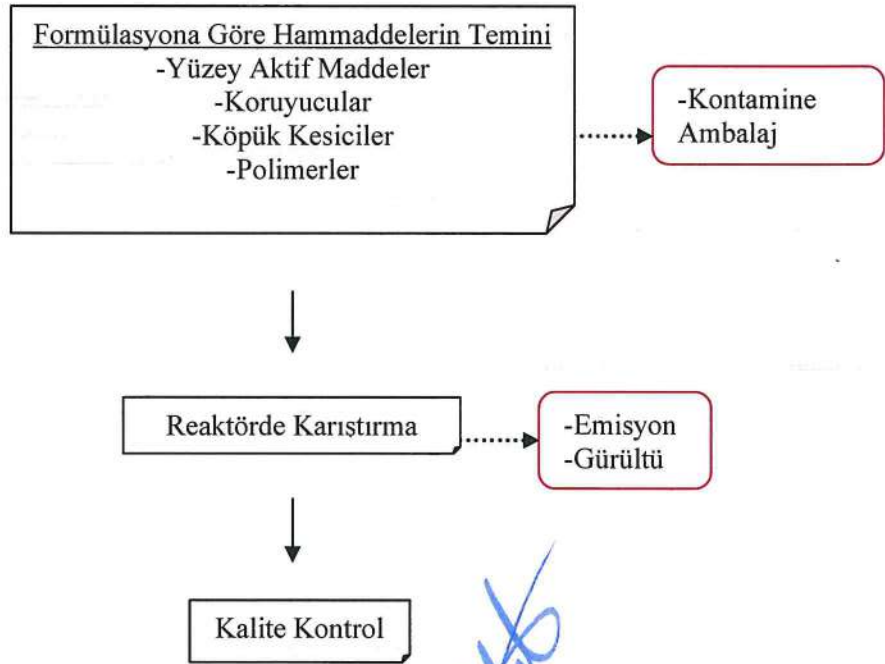 Formülasyona Göre Hammaddelerin Temini
-Yüzey Aktif Maddeler
-Koruyucular
-Köpük Kesiciler
-Polimerler
-Kontamine
Ambalaj
Reaktörde Karıştırma
-Emisyon
-Gürültü
Kalite Kontrol